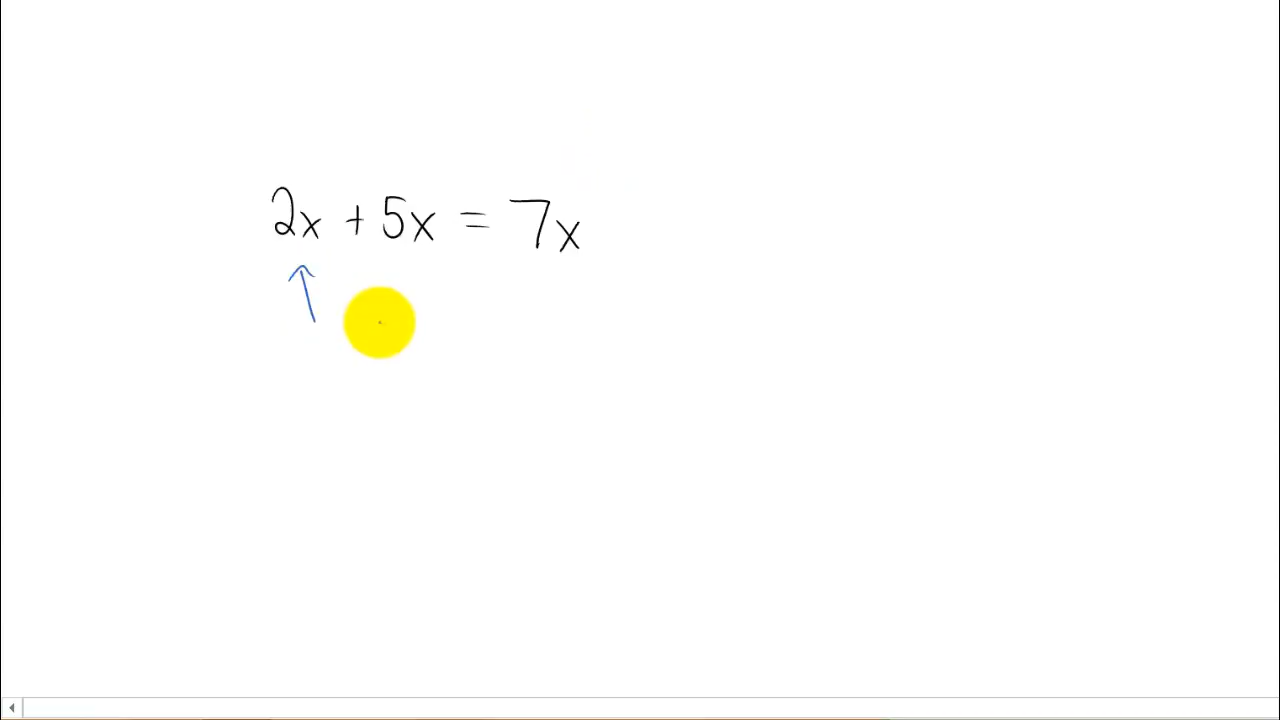 2x + 5x = 7x